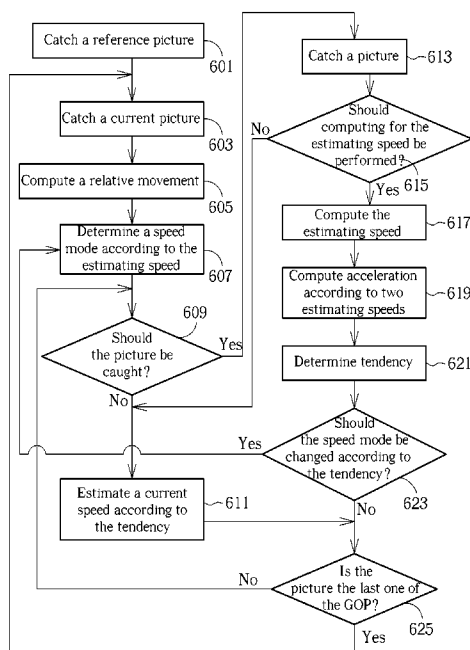 Catch a reference picture
601
Catch a current picture
603
Compute a relative movement
605
Determine a speed
mode according to the
estimating speed
607
609
Should
the picture be
caught?
Yes
No
Estimate a current
speed according to
the tendency
611
Catch a picture
613
Should
computing for the
estimating speed be
performed?
No
615
Yes
Compute the
estimating speed
617
Compute acceleration
according to two
estimating speeds
619
Determine tendency
621
Should
the speed mode be
changed according to
the tendency?
Yes
623
No
Is the
picture the last one of
the GOP?
No
625
Yes